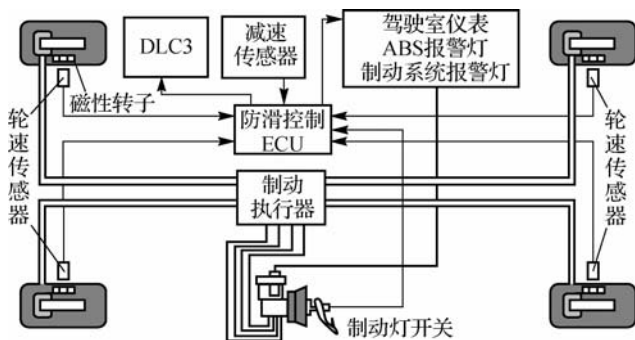 DLC3
减速
传感器
驾驶室仪表
ABS报警灯
制动系统报警灯
磁性转子
轮速传感器
防滑控制
ECU
轮速传感器
制动
执行器
制动灯开关